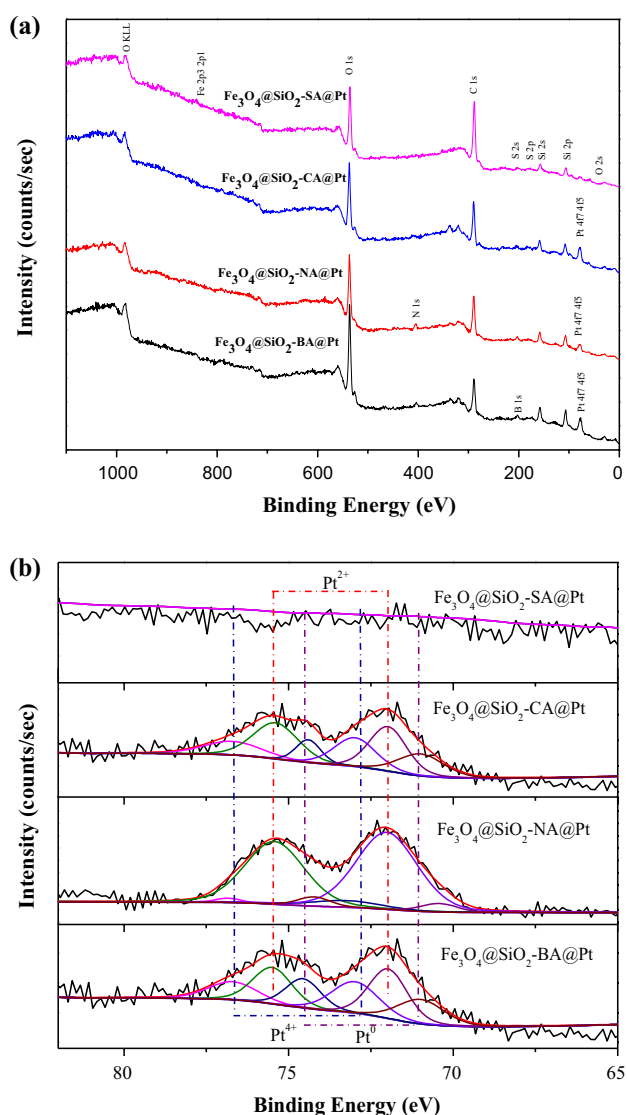 (a)
O KLL
Fe 2p3 2p1
O 1s
C 1s
S 2s
S 2p
Si 2s
Si 2p
O 2s
Fe₃O₄@SiO₂-SA@Pt
Fe₃O₄@SiO₂-CA@Pt
Pt 4f7 4f5
Fe₃O₄@SiO₂-NA@Pt
N 1s
Pt 4f7 4f5
Fe₃O₄@SiO₂-BA@Pt
B 1s
Pt 4f7 4f5
Intensity (counts/sec)
1000 800 600 400 200 0
Binding Energy (eV)
(b)
Pt²⁺
Fe₃O₄@SiO₂-SA@Pt
Fe₃O₄@SiO₂-CA@Pt
Fe₃O₄@SiO₂-NA@Pt
Fe₃O₄@SiO₂-BA@Pt
Pt⁴⁺ Pt⁰
Intensity (counts/sec)
80 75 70 65
Binding Energy (eV)